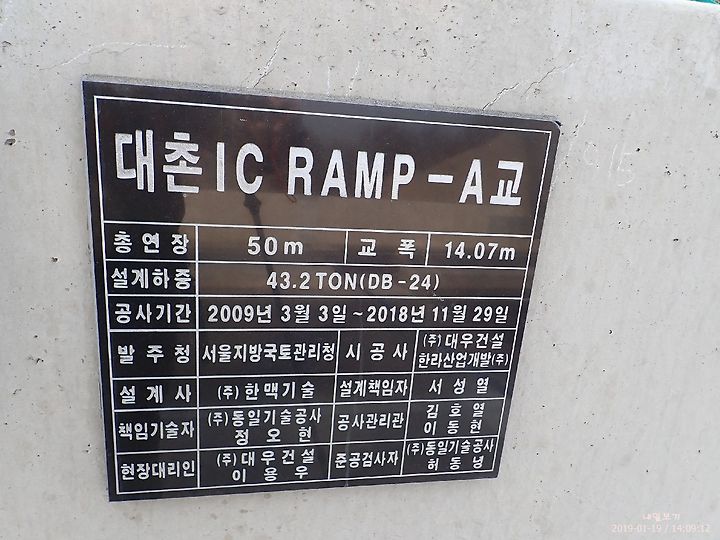 대촌IC RAMP-A교
총연장 50m 교폭 14.07m
설계하중 43.2TON(DB-24)
공사기간 2009년 3월 3일~2018년 11월 29일
발주청 서울지방국토관리청 시공사 (주)대우건설
한라산업개발(주)
설계사 (주)한맥기술 설계책임자 서성열
책임기술자 (주)동일기술공사 공사관리관 김호열
정오현 이동현
현장대리인 (주)대우건설 준공검사자 (주)동일기술공사
이용우 허동녕
내밀보기
2019-01-19 / 14:09:12